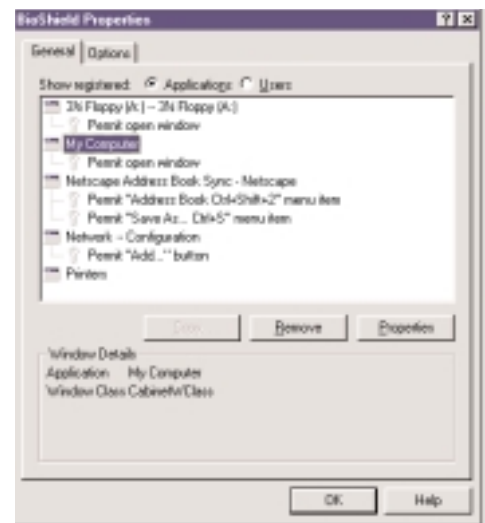 BioShield Properties
General Options
Show registered: Applications Users
3½ Floppy (A:) -- 3½ Floppy (A:)
Permit open window
My Computer
Permit open window
Netscape Address Book Sync - Netscape
Permit "Address Book Ctrl+Shift+2" menu item
Permit "Save As... Ctrl+S" menu item
Network -- Configuration
Permit "Add..." button
Printers
Remove Properties
Window Details
Application My Computer
Window Class CabinetWClass
OK Help